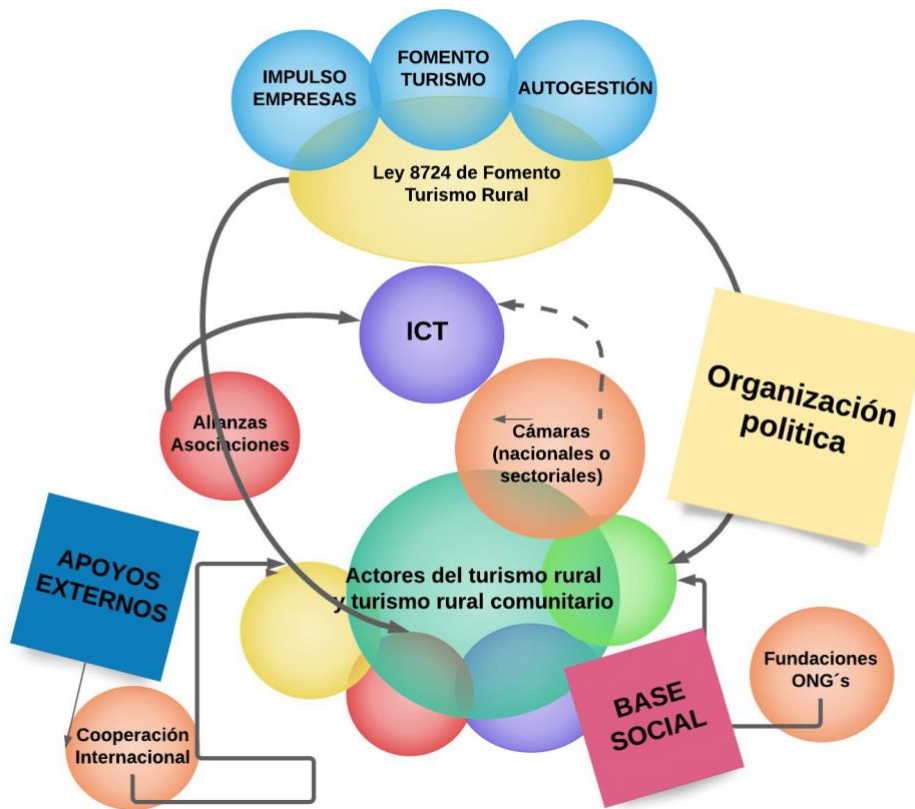 IMPULSO
EMPRESAS
FOMENTO
TURISMO
AUTOGESTIÓN
Ley 8724 de Fomento
Turismo Rural
ICT
Organización
politica
Alianzas
Asociaciones
Cámaras
(nacionales o
sectoriales)
APOYOS
EXTERNOS
Actores del turismo rural
y turismo rural comunitario
Fundaciones
ONG´s
BASE
SOCIAL
Cooperación
Internacional